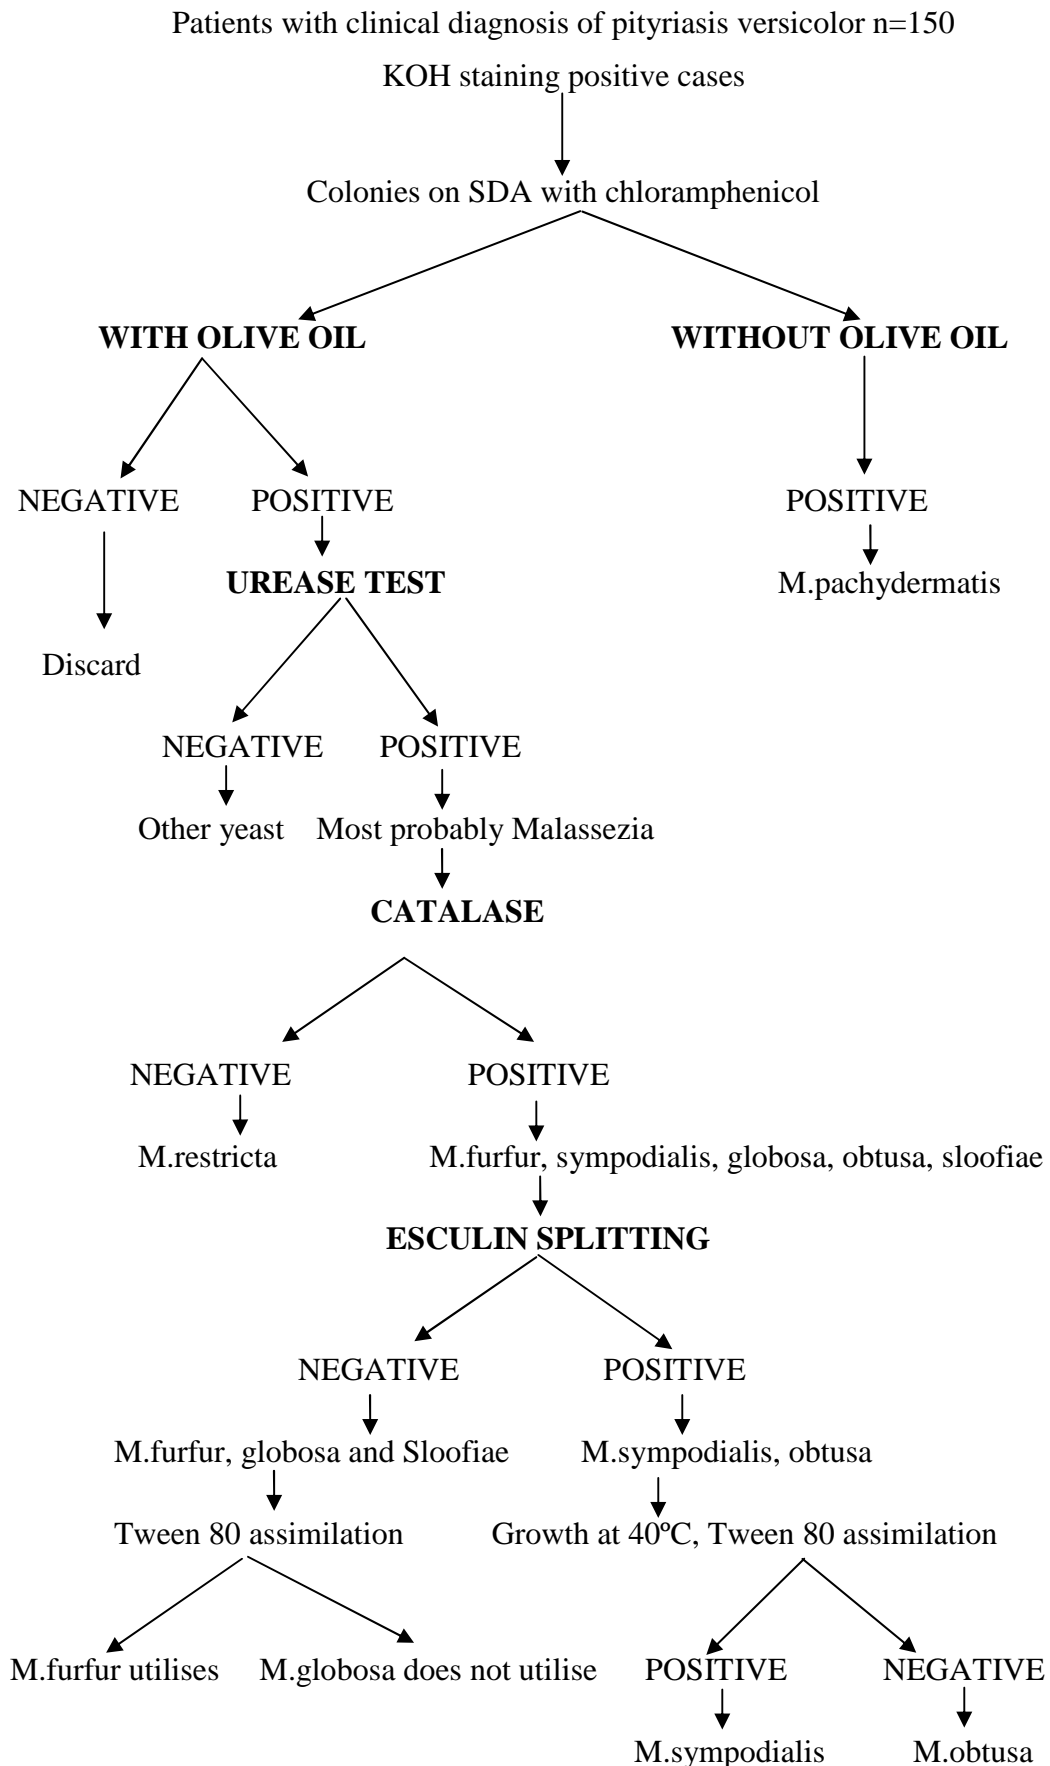 Patients with clinical diagnosis of pityriasis versicolor n=150
KOH staining positive cases
Colonies on SDA with chloramphenicol
WITH OLIVE OIL
WITHOUT OLIVE OIL
NEGATIVE
POSITIVE
POSITIVE
UREASE TEST
M.pachydermatis
Discard
NEGATIVE
POSITIVE
Other yeast
Most probably Malassezia
CATALASE
NEGATIVE
POSITIVE
M.restricta
M.furfur, sympodialis, globosa, obtusa, sloofiae
ESCULIN SPLITTING
NEGATIVE
POSITIVE
M.furfur, globosa and Sloofiae
M.sympodialis, obtusa
Tween 80 assimilation
Growth at 40ºC, Tween 80 assimilation
M.furfur utilises
M.globosa does not utilise
POSITIVE
NEGATIVE
M.sympodialis
M.obtusa